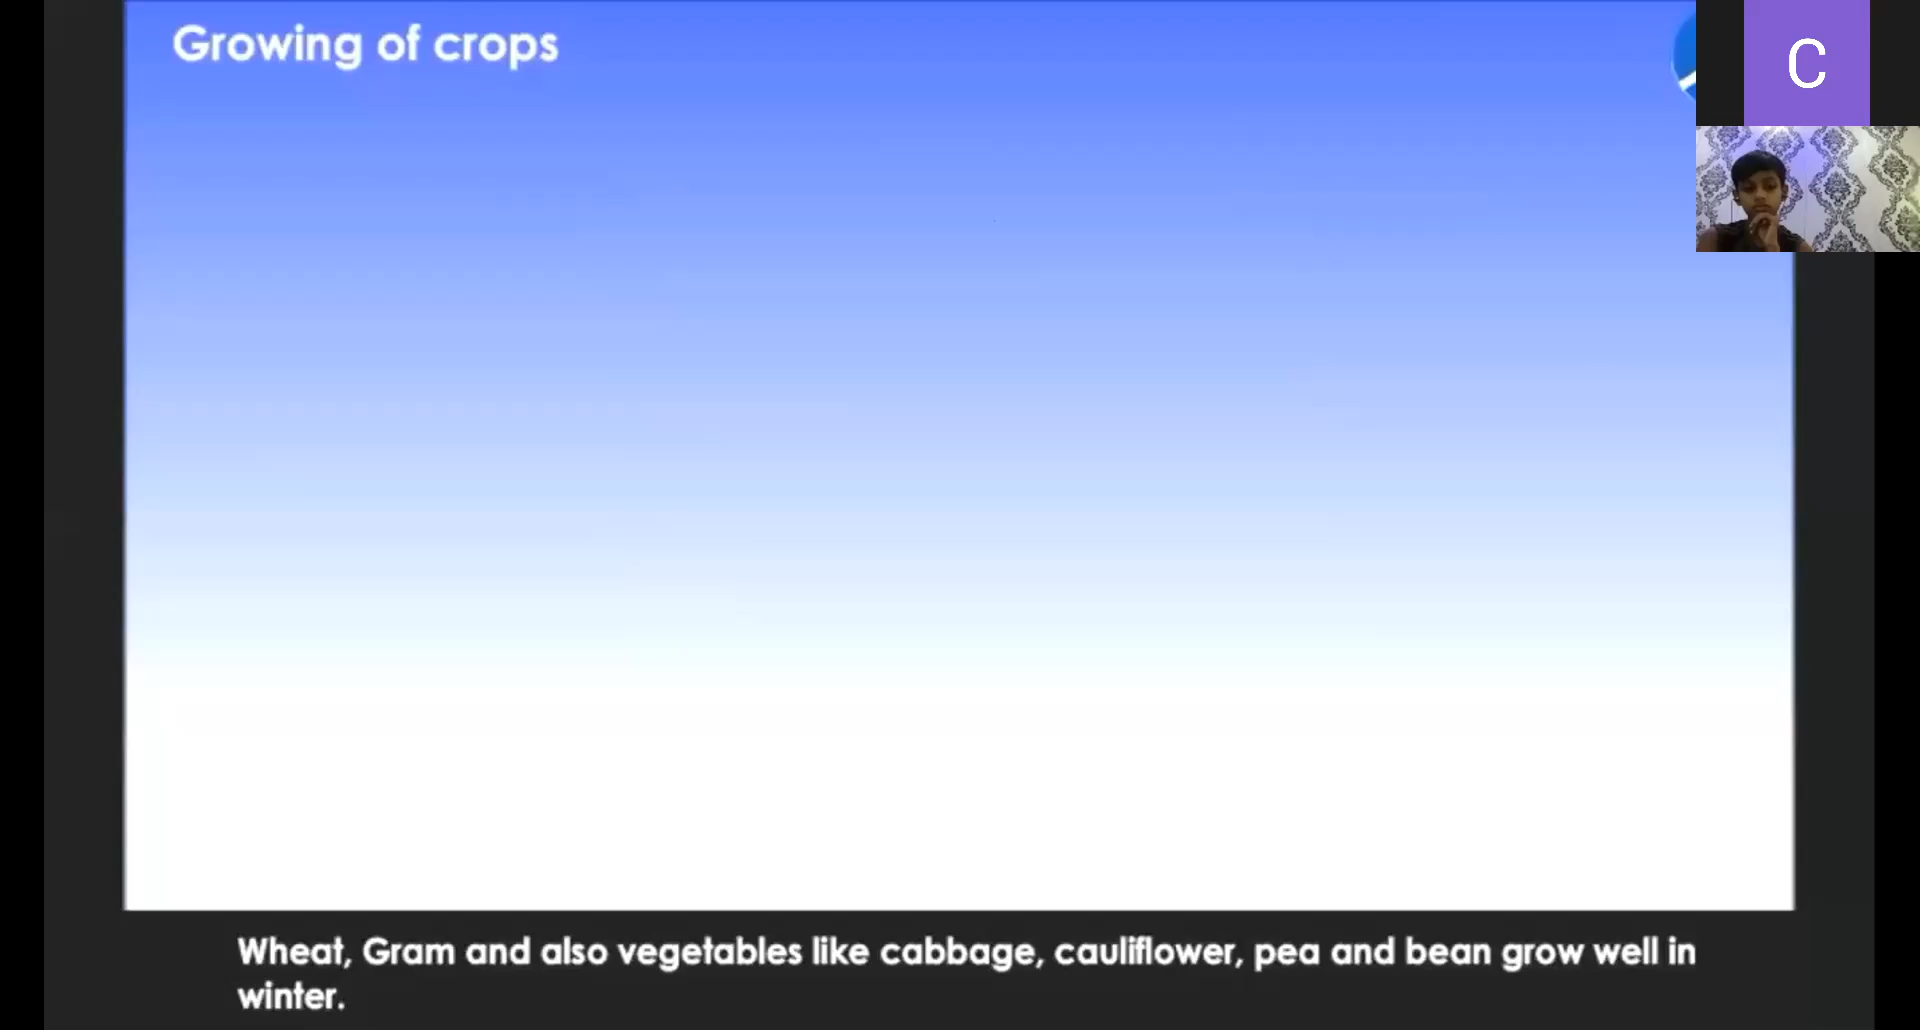 Growing of crops
C
Wheat, Gram and also vegetables like cabbage, cauliflower, pea and bean grow well in
winter.